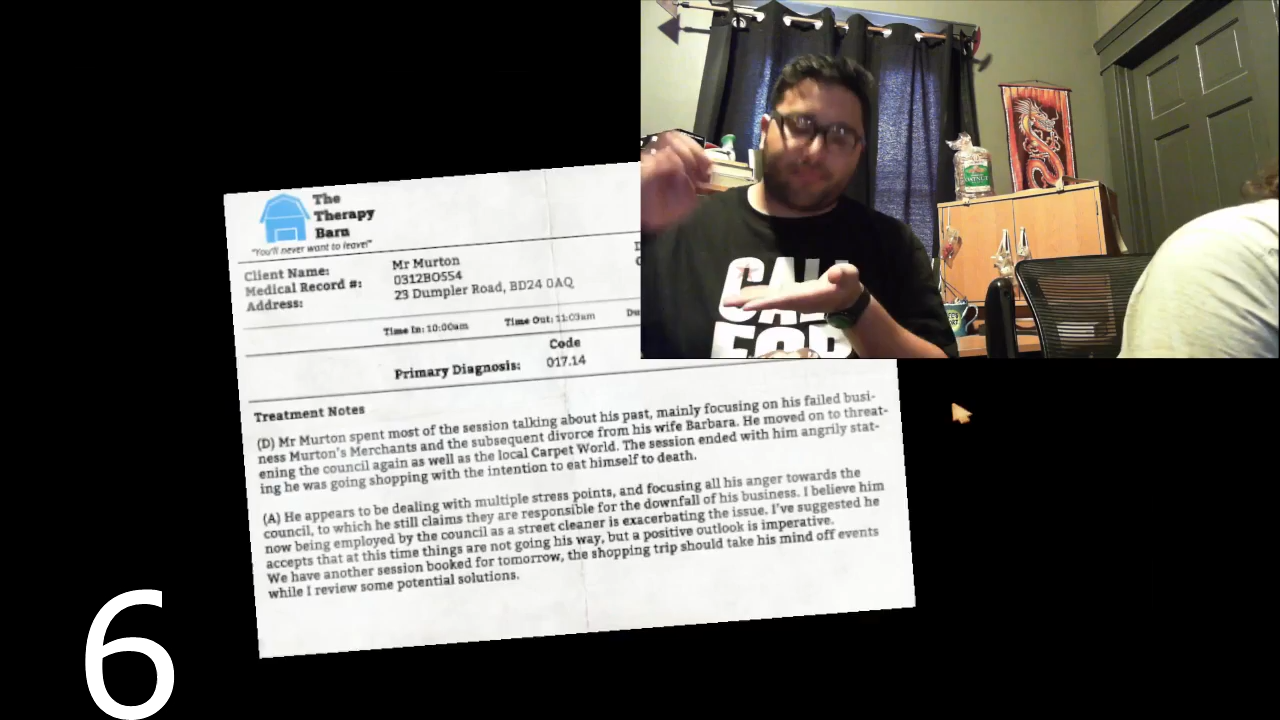 The
Therapy
Barn
"You'll never want to leave!"
Client Name: Mr Murton
Medical Record #: 0312BO554
Address: 23 Dumpler Road, BD24 0AQ
Time In: 10:00am Time Out: 11:03am Du
Code
Primary Diagnosis: 017.14
Treatment Notes
(D) Mr Murton spent most of the session talking about his past, mainly focusing on his failed busi-
ness Murton's Merchants and the subsequent divorce from his wife Barbara. He moved on to threat-
ening the council again as well as the local Carpet World. The session ended with him angrily stat-
ing he was going shopping with the intention to eat himself to death.
(A) He appears to be dealing with multiple stress points, and focusing all his anger towards the
council, to which he still claims they are responsible for the downfall of his business. I believe him
now being employed by the council as a street cleaner is exacerbating the issue. I've suggested he
accepts that at this time things are not going his way, but a positive outlook is imperative.
We have another session booked for tomorrow, the shopping trip should take his mind off events
while I review some potential solutions.
6
CALL
FOR